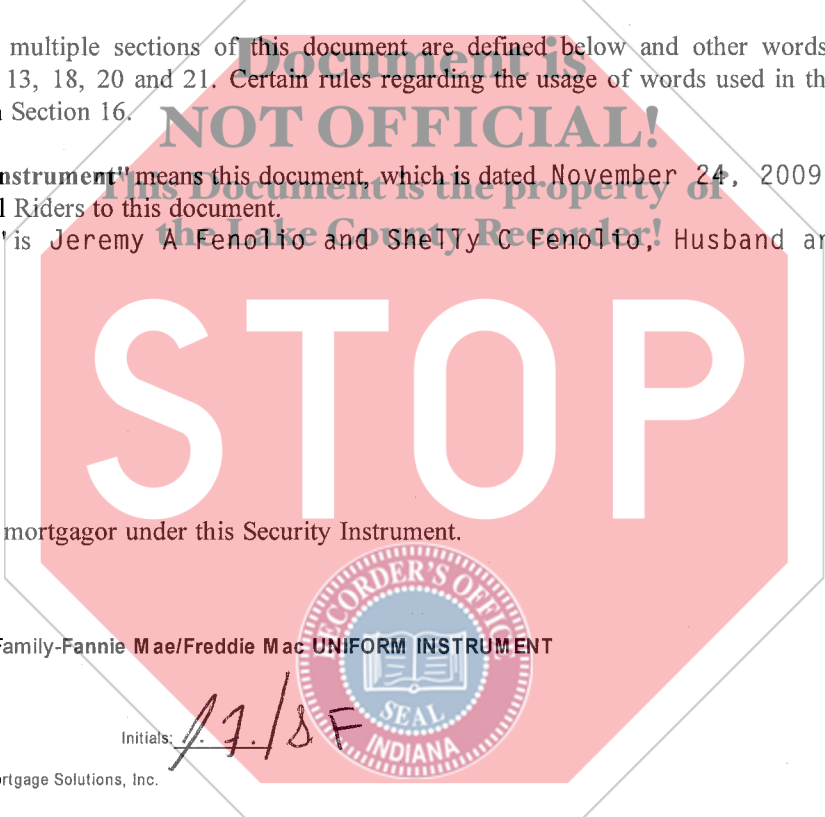 multiple sections of this document are defined below and other words
Document is
13, 18, 20 and 21. Certain rules regarding the usage of words used in th
Section 16.
NOT OFFICIAL!
nstrument" means this document, which is dated November 24, 2009
This Document is the property of
l Riders to this document.
the Lake County Recorder!
" is Jeremy A Fenolio and Shelly C Fenolio, Husband an
STOP
mortgagor under this Security Instrument.
RECORDER'S OFFICE
Family-Fannie Mae/Freddie Mac UNIFORM INSTRUMENT
SEAL
Initials: J.F./SF
INDIANA
rtgage Solutions, Inc.